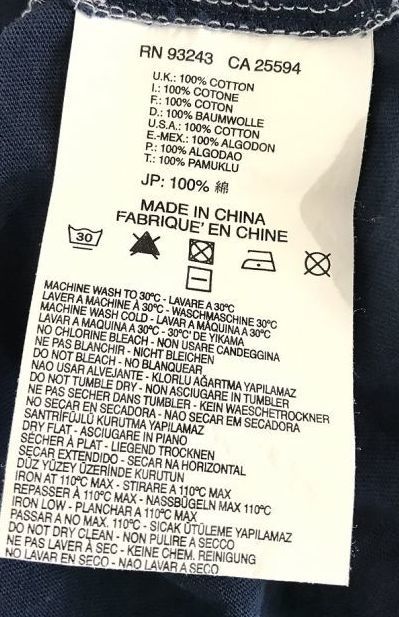 RN 93243 CA 25594
U.K.: 100% COTTON
I.: 100% COTONE
F.: 100% COTON
D.: 100% BAUMWOLLE
U.S.A.: 100% COTTON
E.-MEX.: 100% ALGODON
P.: 100% ALGODAO
T.: 100% PAMUKLU
JP: 100% 綿
MADE IN CHINA
FABRIQUE' EN CHINE
30
MACHINE WASH TO 30°C - LAVARE A 30°C
LAVER A MACHINE À 30°C - WASCHMASCHINE 30°C
MACHINE WASH COLD - LAVAR A MÁQUINA A 30°C
LAVAR A MAQUINA A 30°C - 30°C' DE YIKAMA
NO CHLORINE BLEACH - NON USARE CANDEGGINA
NE PAS BLANCHIR - NICHT BLEICHEN
DO NOT BLEACH - NO BLANQUEAR
NAO USAR ALVEJANTE - KLORLU AĞARTMA YAPILAMAZ
DO NOT TUMBLE DRY - NON ASCIUGARE IN TUMBLER
NE PAS SECHER DANS TUMBLER - KEIN WAESCHETROCKNER
NO SECAR EN SECADORA - NAO SECAR EM SECADORA
SANTRİFÜJLÜ KURUTMA YAPILAMAZ
DRY FLAT - ASCIUGARE IN PIANO
SÈCHER À PLAT - LIEGEND TROCKNEN
SECAR EXTENDIDO - SECAR NA HORIZONTAL
DÜZ YÜZEY ÜZERİNDE KURUTUN
IRON AT 110°C MAX - STIRARE A 110°C MAX
REPASSER À 110°C MAX - NASSBÜGELN MAX 110°C
IRON LOW - PLANCHAR A 110°C MAX
PASSAR A NO MAX. 110°C - SICAK ÜTÜLEME YAPILAMAZ
DO NOT DRY CLEAN - NON PULIRE A SECCO
NE PAS LAVER À SEC - KEINE CHEM. REINIGUNG
NO LAVAR EN SECO - NAO LAVAR A SECO